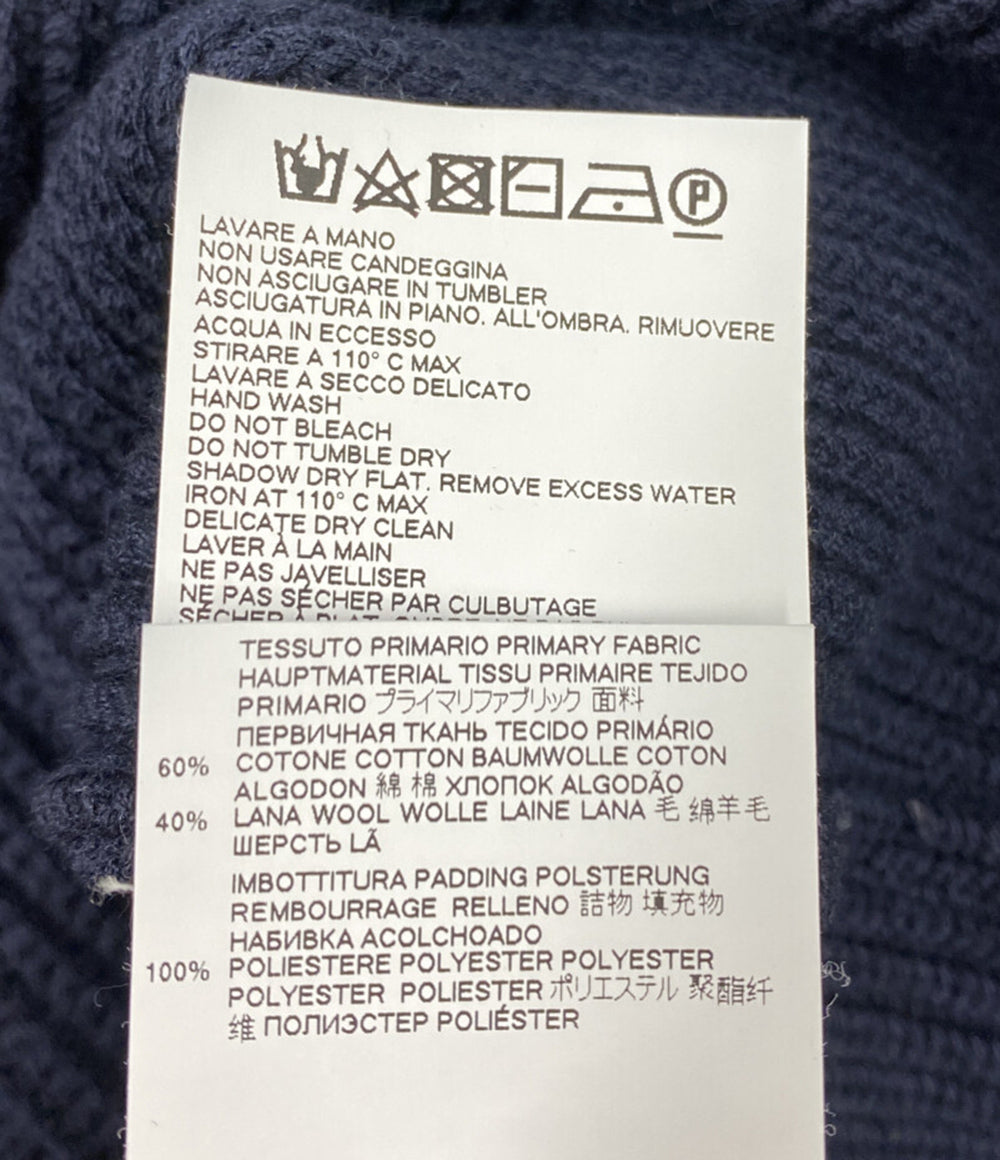 P
LAVARE A MANO
NON USARE CANDEGGINA
NON ASCIUGARE IN TUMBLER
ASCIUGATURA IN PIANO. ALL'OMBRA. RIMUOVERE
ACQUA IN ECCESSO
STIRARE A 110° C MAX
LAVARE A SECCO DELICATO
HAND WASH
DO NOT BLEACH
DO NOT TUMBLE DRY
SHADOW DRY FLAT. REMOVE EXCESS WATER
IRON AT 110° C MAX
DELICATE DRY CLEAN
LAVER À LA MAIN
NE PAS JAVELLISER
NE PAS SÉCHER PAR CULBUTAGE
SÉCHER À PLAT.
TESSUTO PRIMARIO PRIMARY FABRIC
HAUPTMATERIAL TISSU PRIMAIRE TEJIDO
PRIMARIO プライマリファブリック 面料
ПЕРВИЧНАЯ ТКАНЬ TECIDO PRIMÁRIO
60% COTONE COTTON BAUMWOLLE COTON
ALGODON 綿 棉 ХЛОПОК ALGODÃO
40% LANA WOOL WOLLE LAINE LANA 毛 绵羊毛
ШЕРСТЬ LÃ
IMBOTTITURA PADDING POLSTERUNG
REMBOURRAGE RELLENO 詰物 填充物
НАБИВКА ACOLCHOADO
100% POLIESTERE POLYESTER POLYESTER
POLYESTER POLIESTER ポリエステル 聚酯纤
维 ПОЛИЭСТЕР POLIÉSTER